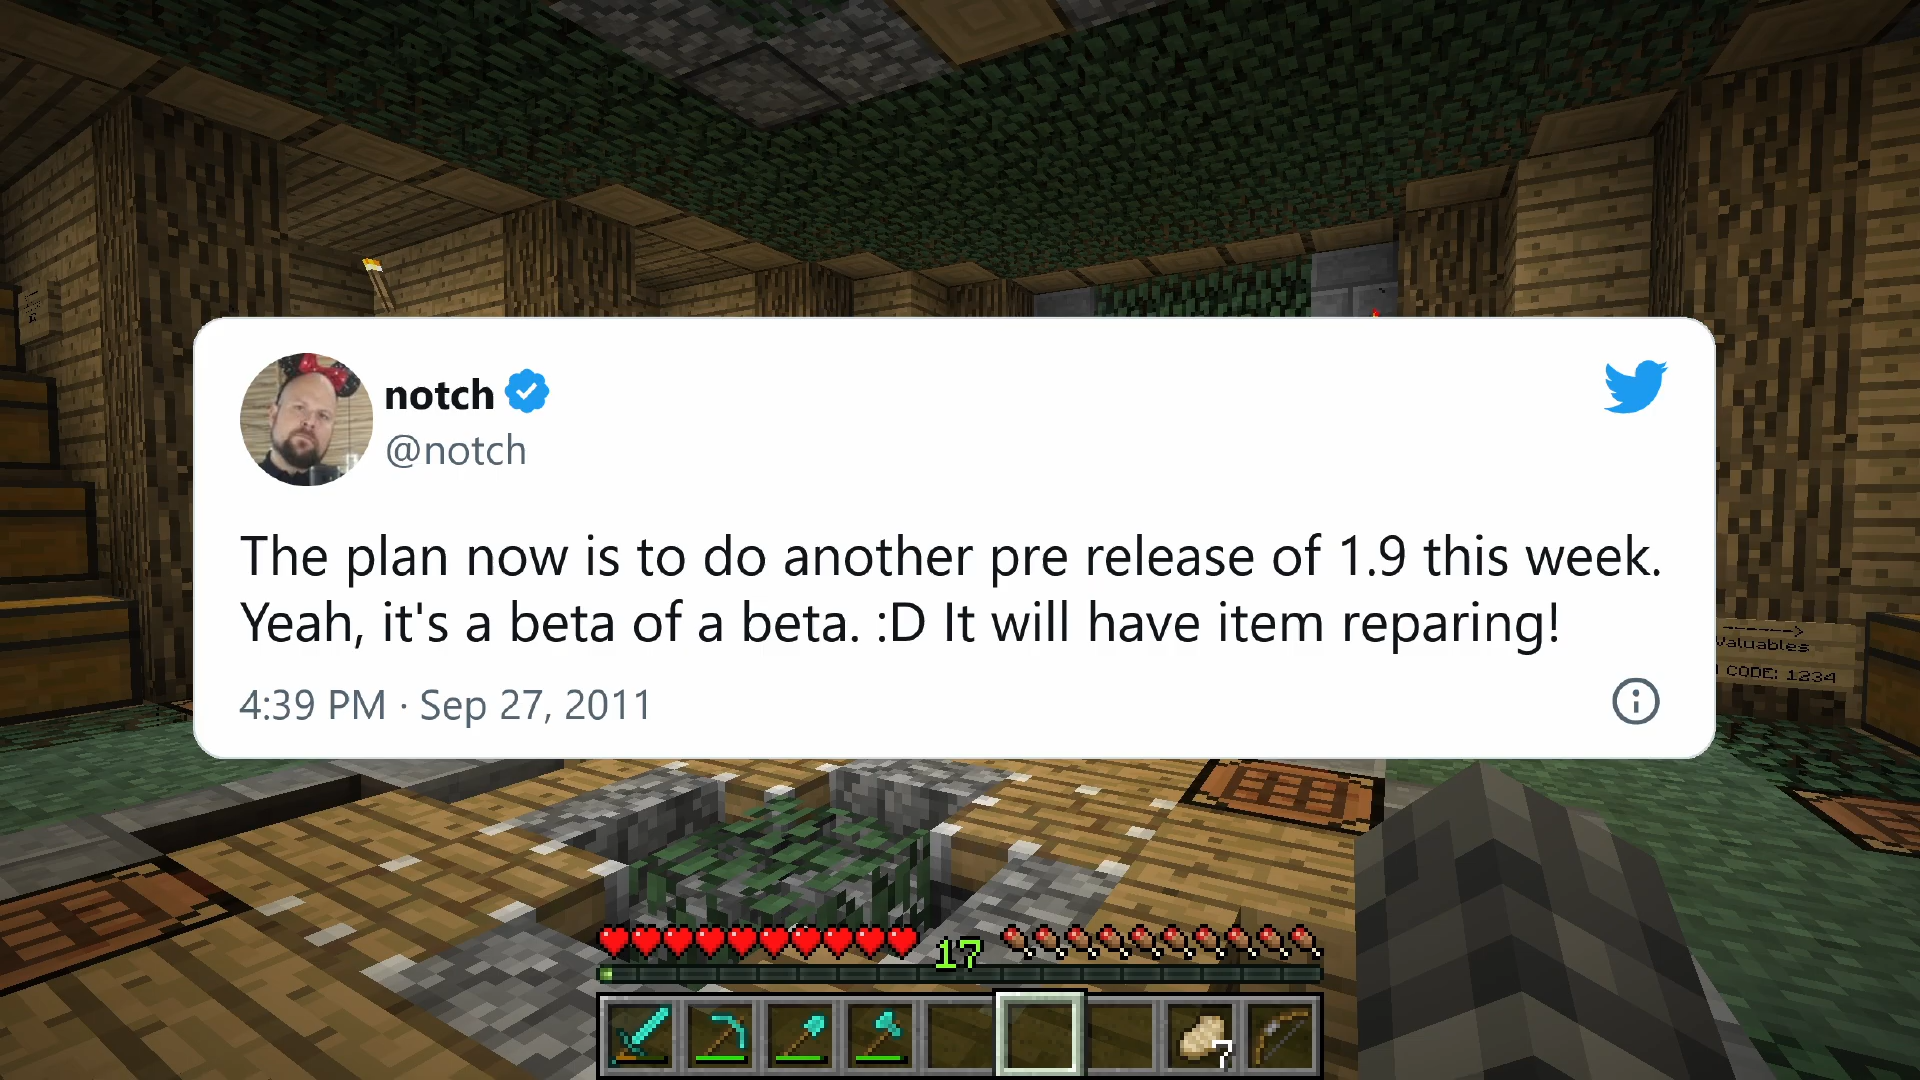 notch
@notch
The plan now is to do another pre release of 1.9 this week.
Yeah, it's a beta of a beta. :D It will have item reparing!
4:39 PM · Sep 27, 2011
------>
Valuables
CODE: 1234
17
7